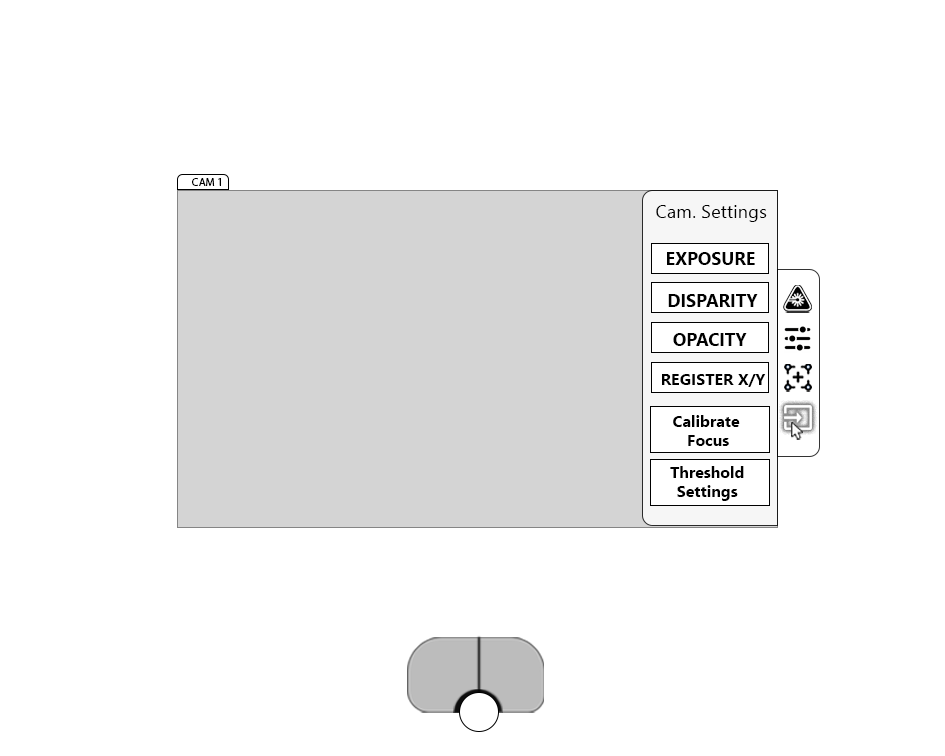 CAM 1
Cam. Settings
EXPOSURE
DISPARITY
OPACITY
REGISTER X/Y
Calibrate
Focus
Threshold
Settings